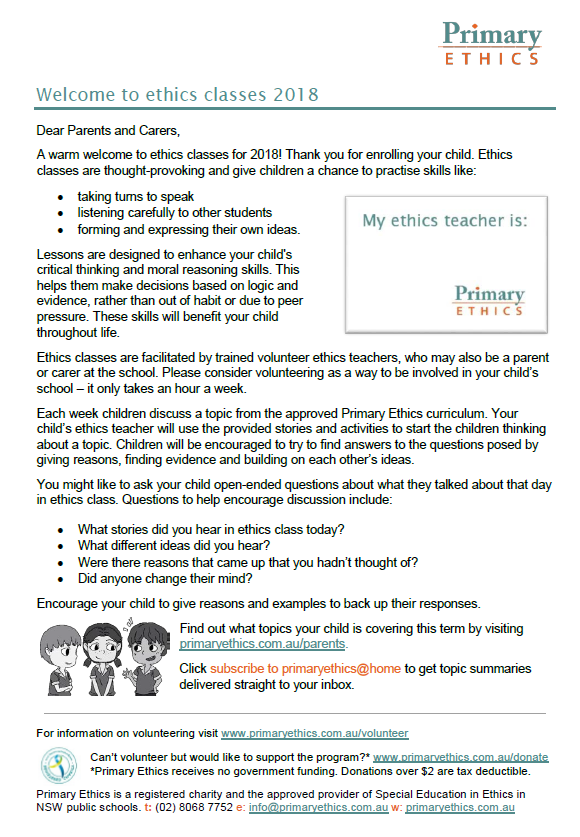 Primary
ETHICS
Welcome to ethics classes 2018
Dear Parents and Carers,
A warm welcome to ethics classes for 2018! Thank you for enrolling your child. Ethics
classes are thought-provoking and give children a chance to practise skills like:
• taking turns to speak
• listening carefully to other students
• forming and expressing their own ideas.
My ethics teacher is:
Primary
ETHICS
Lessons are designed to enhance your child's
critical thinking and moral reasoning skills. This
helps them make decisions based on logic and
evidence, rather than out of habit or due to peer
pressure. These skills will benefit your child
throughout life.
Ethics classes are facilitated by trained volunteer ethics teachers, who may also be a parent
or carer at the school. Please consider volunteering as a way to be involved in your child's
school – it only takes an hour a week.
Each week children discuss a topic from the approved Primary Ethics curriculum. Your
child's ethics teacher will use the provided stories and activities to start the children thinking
about a topic. Children will be encouraged to try to find answers to the questions posed by
giving reasons, finding evidence and building on each other's ideas.
You might like to ask your child open-ended questions about what they talked about that day
in ethics class. Questions to help encourage discussion include:
• What stories did you hear in ethics class today?
• What different ideas did you hear?
• Were there reasons that came up that you hadn't thought of?
• Did anyone change their mind?
Encourage your child to give reasons and examples to back up their responses.
Find out what topics your child is covering this term by visiting
primaryethics.com.au/parents.
Click subscribe to primaryethics@home to get topic summaries
delivered straight to your inbox.
For information on volunteering visit www.primaryethics.com.au/volunteer
Can't volunteer but would like to support the program?* www.primaryethics.com.au/donate
*Primary Ethics receives no government funding. Donations over $2 are tax deductible.
Primary Ethics is a registered charity and the approved provider of Special Education in Ethics in
NSW public schools. t: (02) 8068 7752 e: info@primaryethics.com.au w: primaryethics.com.au